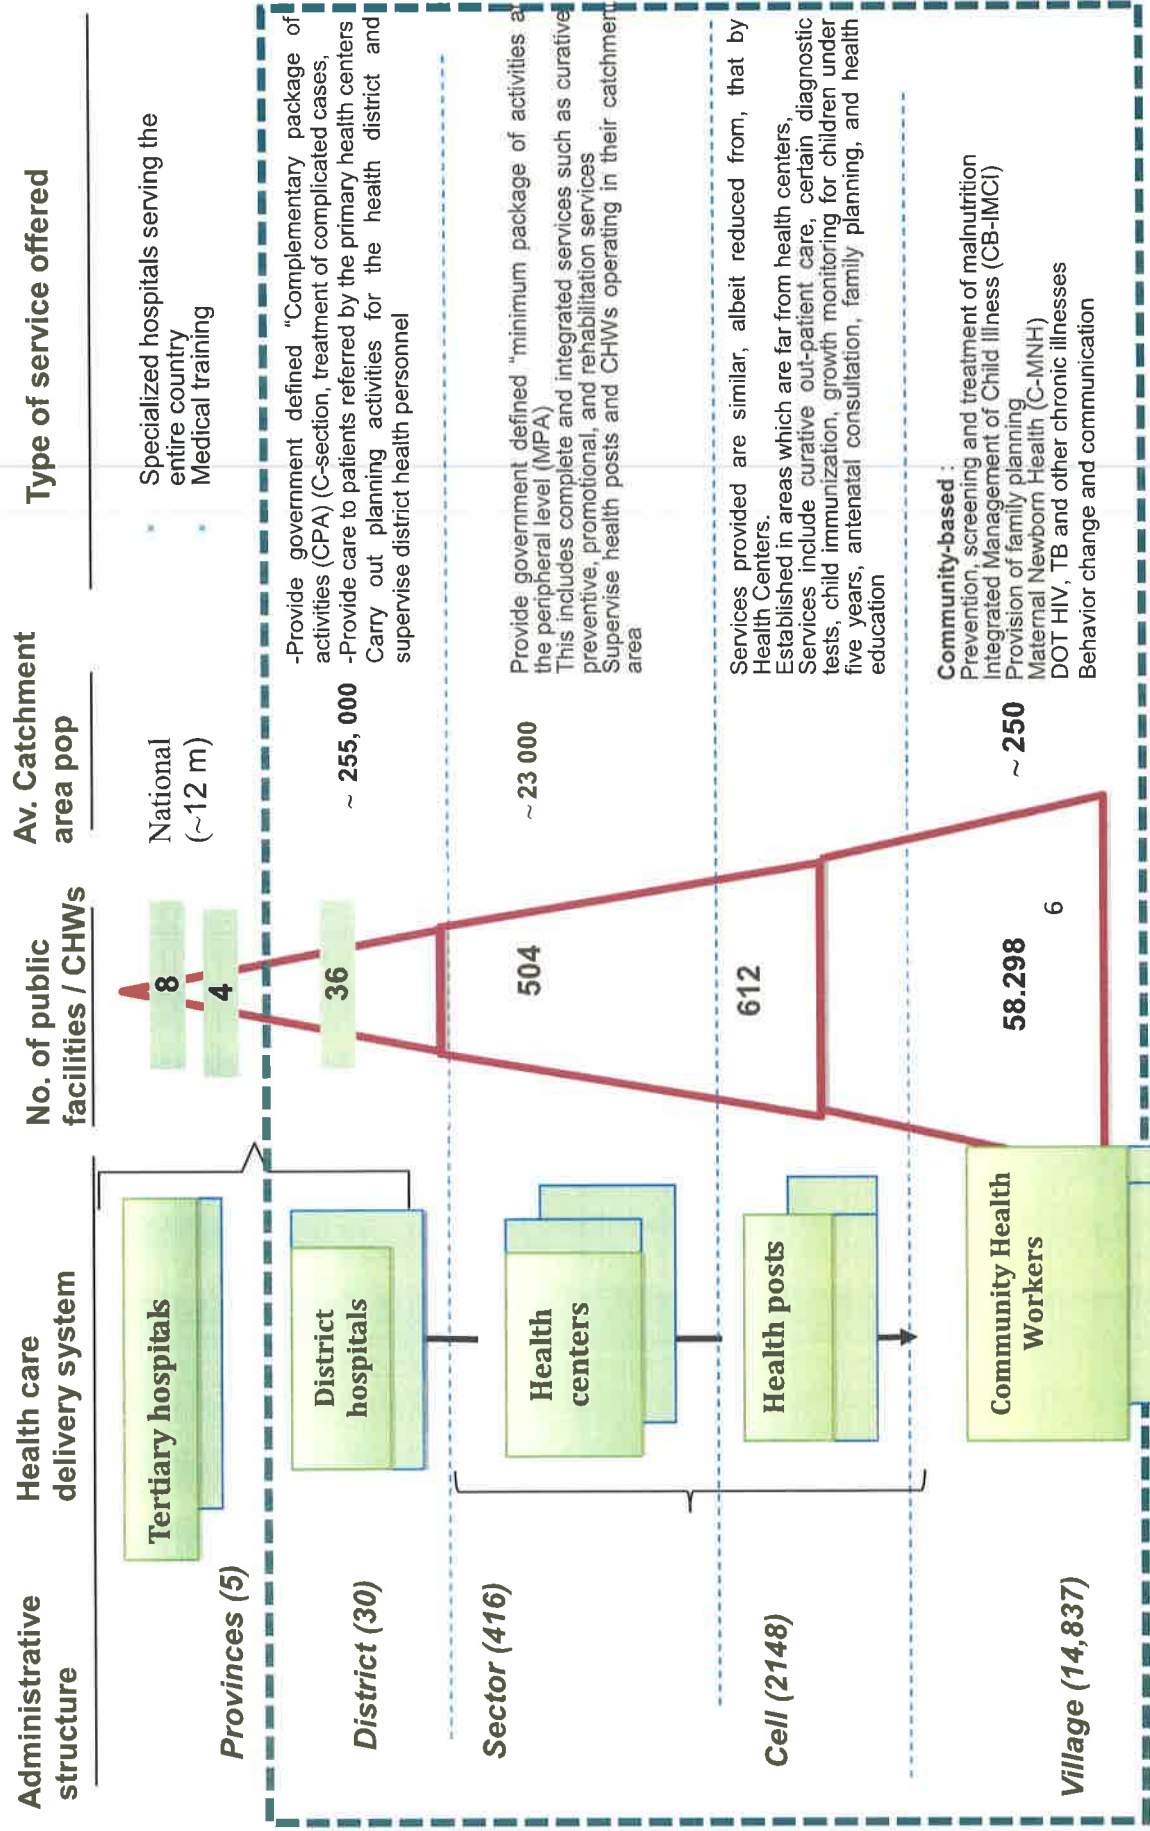 Administrative
structure
Health care
delivery system
No. of public
facilities / CHWs
Av. Catchment
area pop
Type of service offered
Provinces (5)
Tertiary hospitals
8
4
National
(~12 m)
Specialized hospitals serving the
entire country
Medical training
District (30)
District
hospitals
36
~ 255, 000
-Provide government defined “Complementary package of
activities (CPA) (C-section, treatment of complicated cases,
-Provide care to patients referred by the primary health centers
Carry out planning activities for the health district and
supervise district health personnel
Sector (416)
Health
centers
504
~ 23 000
Provide government defined “minimum package of activities a
the peripheral level (MPA)
This includes complete and integrated services such as curative
preventive, promotional, and rehabilitation services
Supervise health posts and CHWs operating in their catchment
area
Cell (2148)
Health posts
612
Services provided are similar, albeit reduced from, that by
Health Centers.
Established in areas which are far from health centers,
Services include curative out-patient care, certain diagnostic
tests, child immunization, growth monitoring for children under
five years, antenatal consultation, family planning, and health
education
Village (14,837)
Community Health
Workers
58.298
6
~ 250
Community-based :
Prevention, screening and treatment of malnutrition
Integrated Management of Child Illness (CB-IMCI)
Provision of family planning
Maternal Newborn Health (C-MNH)
DOT HIV, TB and other chronic illnesses
Behavior change and communication